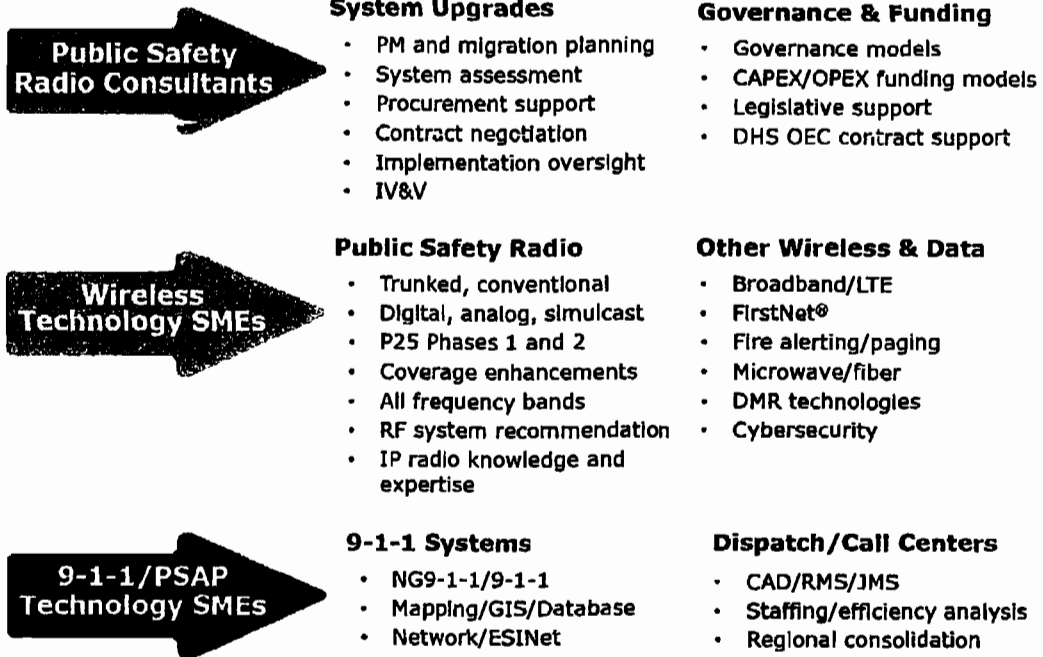 Public Safety
Radio Consultants
System Upgrades
· PM and migration planning
· System assessment
· Procurement support
· Contract negotiation
· Implementation oversight
· IV&V
Governance & Funding
· Governance models
· CAPEX/OPEX funding models
· Legislative support
· DHS OEC contract support
Wireless
Technology SMEs
Public Safety Radio
· Trunked, conventional
· Digital, analog, simulcast
· P25 Phases 1 and 2
· Coverage enhancements
· All frequency bands
· RF system recommendation
· IP radio knowledge and
expertise
Other Wireless & Data
· Broadband/LTE
· FirstNet®
· Fire alerting/paging
· Microwave/fiber
· DMR technologies
· Cybersecurity
9-1-1/PSAP
Technology SMEs
9-1-1 Systems
· NG9-1-1/9-1-1
· Mapping/GIS/Database
· Network/ESINet
Dispatch/Call Centers
· CAD/RMS/JMS
· Staffing/efficiency analysis
· Regional consolidation